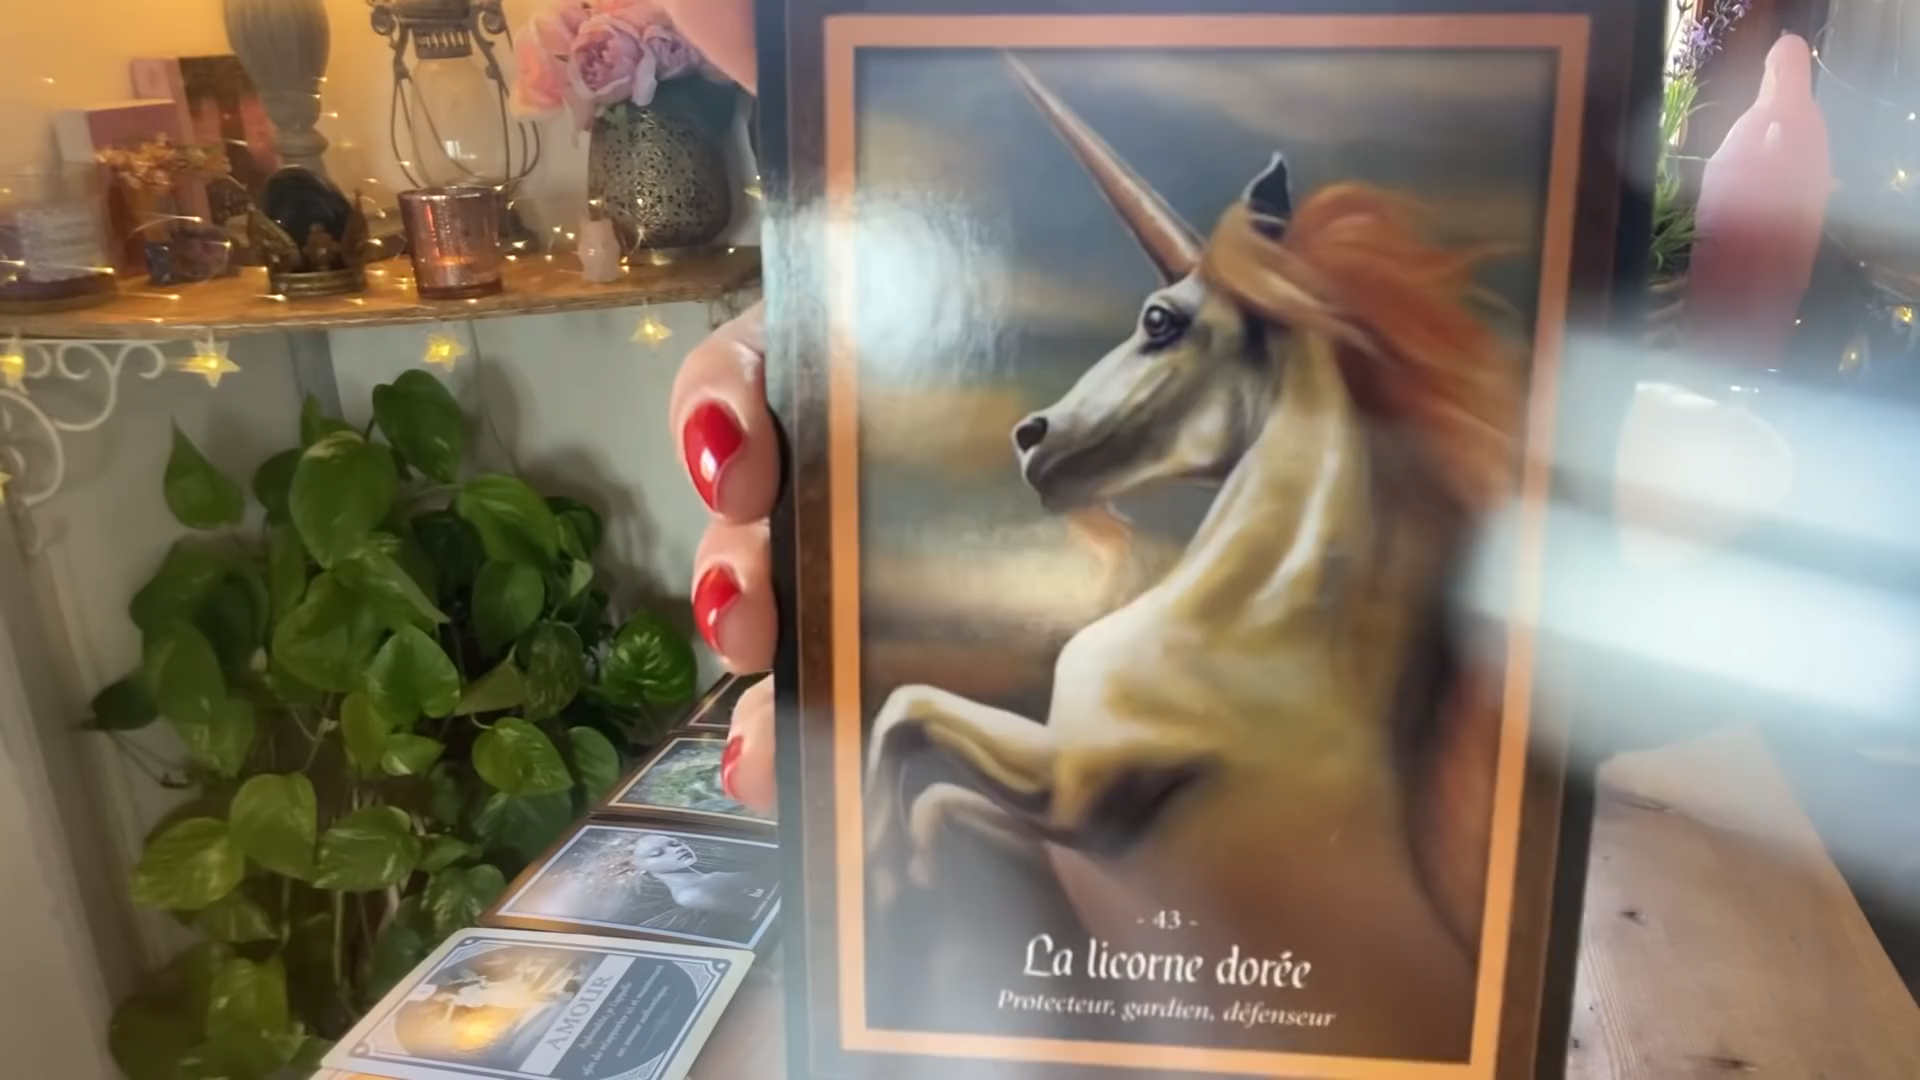 - 43 -
La licorne dorée
Protecteur, gardien, défenseur
AMOUR